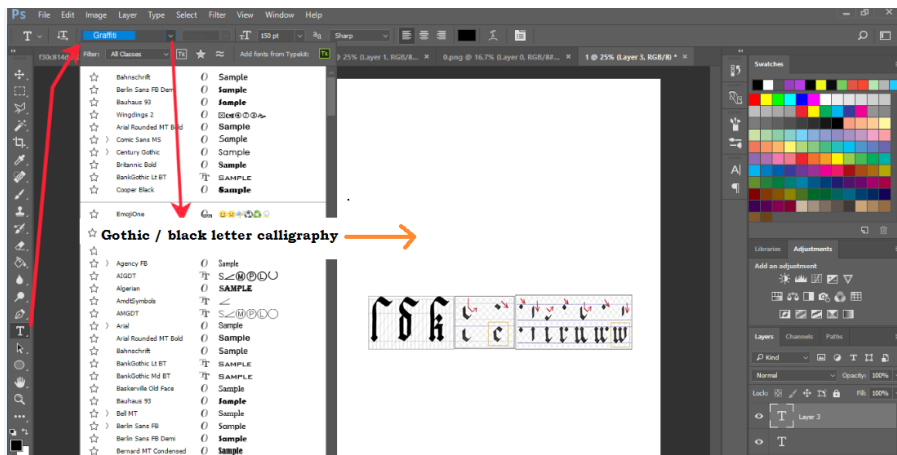 Ps File Edit Image Layer Type Select Filter View Window Help
T Graffiti T 150 pt aa Sharp
Filter: All Classes Add fonts from Typekit:
@ 25% (Layer 1, RGB/8... × 0.png @ 16.7% (Layer 0, RGB/8#... × 1 @ 25% (Layer 3, RGB/8) * ×
Bahnschrift O Sample
Berlin Sans FB Demi O Sample
Bauhaus 93 O Sample
Wingdings 2 O
Arial Rounded MT Bold O Sample
Comic Sans MS O Sample
Century Gothic O Sample
Britannic Bold O Sample
BankGothic Lt BT SAMPLE
Cooper Black O Sample
EmojiOne
Gothic / black letter calligraphy
Agency FB O Sample
AIGDT
Algerian O SAMPLE
AmdtSymbols
AMGDT
Arial O Sample
Arial Rounded MT Bold O Sample
Bahnschrift O Sample
BankGothic Lt BT SAMPLE
BankGothic Md BT SAMPLE
Baskerville Old Face O Sample
Bauhaus 93 O Sample
Bell MT O Sample
Berlin Sans FB O Sample
Berlin Sans FB Demi O Sample
Bernard MT Condensed O Sample
Swatches
Libraries Adjustments
Add an adjustment
Layers Channels Paths
Kind
Normal Opacity: 100%
Lock: Fill: 100%
T Layer 3
T